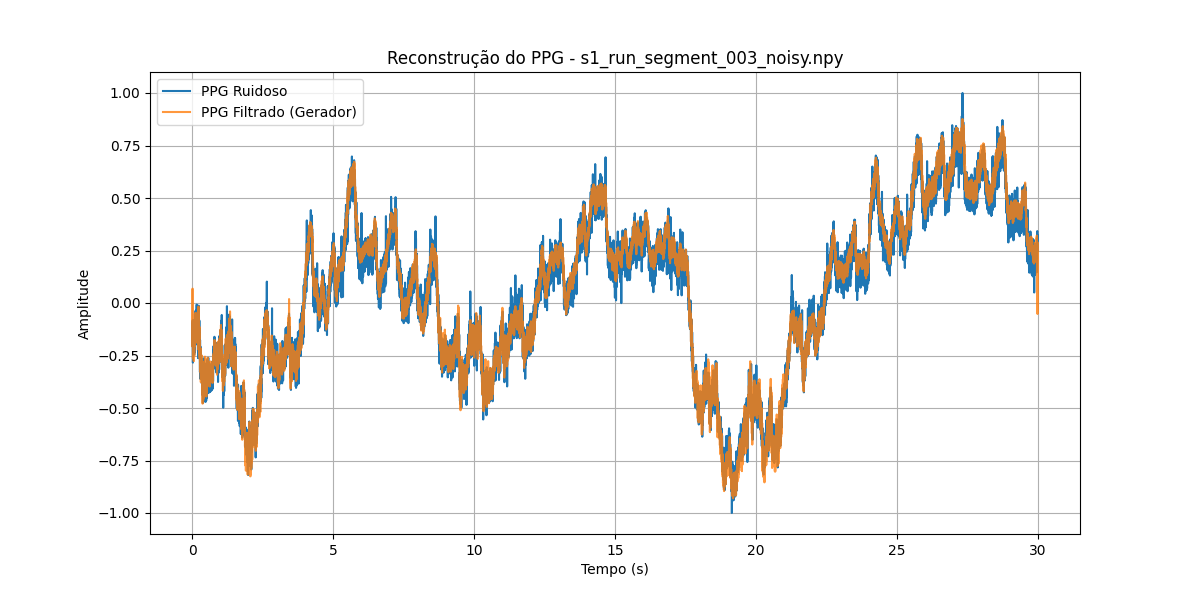 Reconstrução do PPG - s1_run_segment_003_noisy.npy
PPG Ruidoso
PPG Filtrado (Gerador)
Amplitude
1.00
0.75
0.50
0.25
0.00
−0.25
−0.50
−0.75
−1.00
0 5 10 15 20 25 30
Tempo (s)